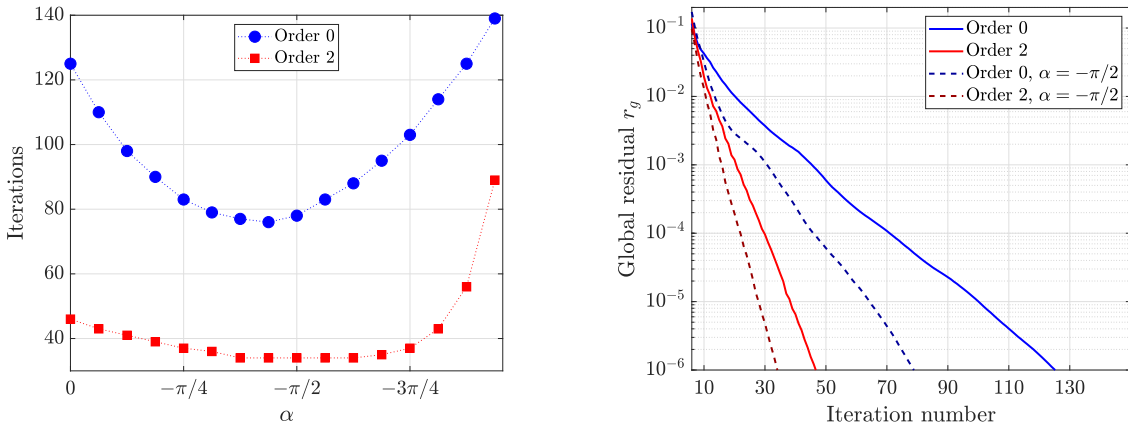 140
120
100
80
60
40
Iterations
Order 0
Order 2
0
−π/4
−π/2
−3π/4
α
10⁻¹
10⁻²
10⁻³
10⁻⁴
10⁻⁵
10⁻⁶
Global residual r_g
Order 0
Order 2
Order 0, α = −π/2
Order 2, α = −π/2
10
30
50
70
90
110
130
Iteration number